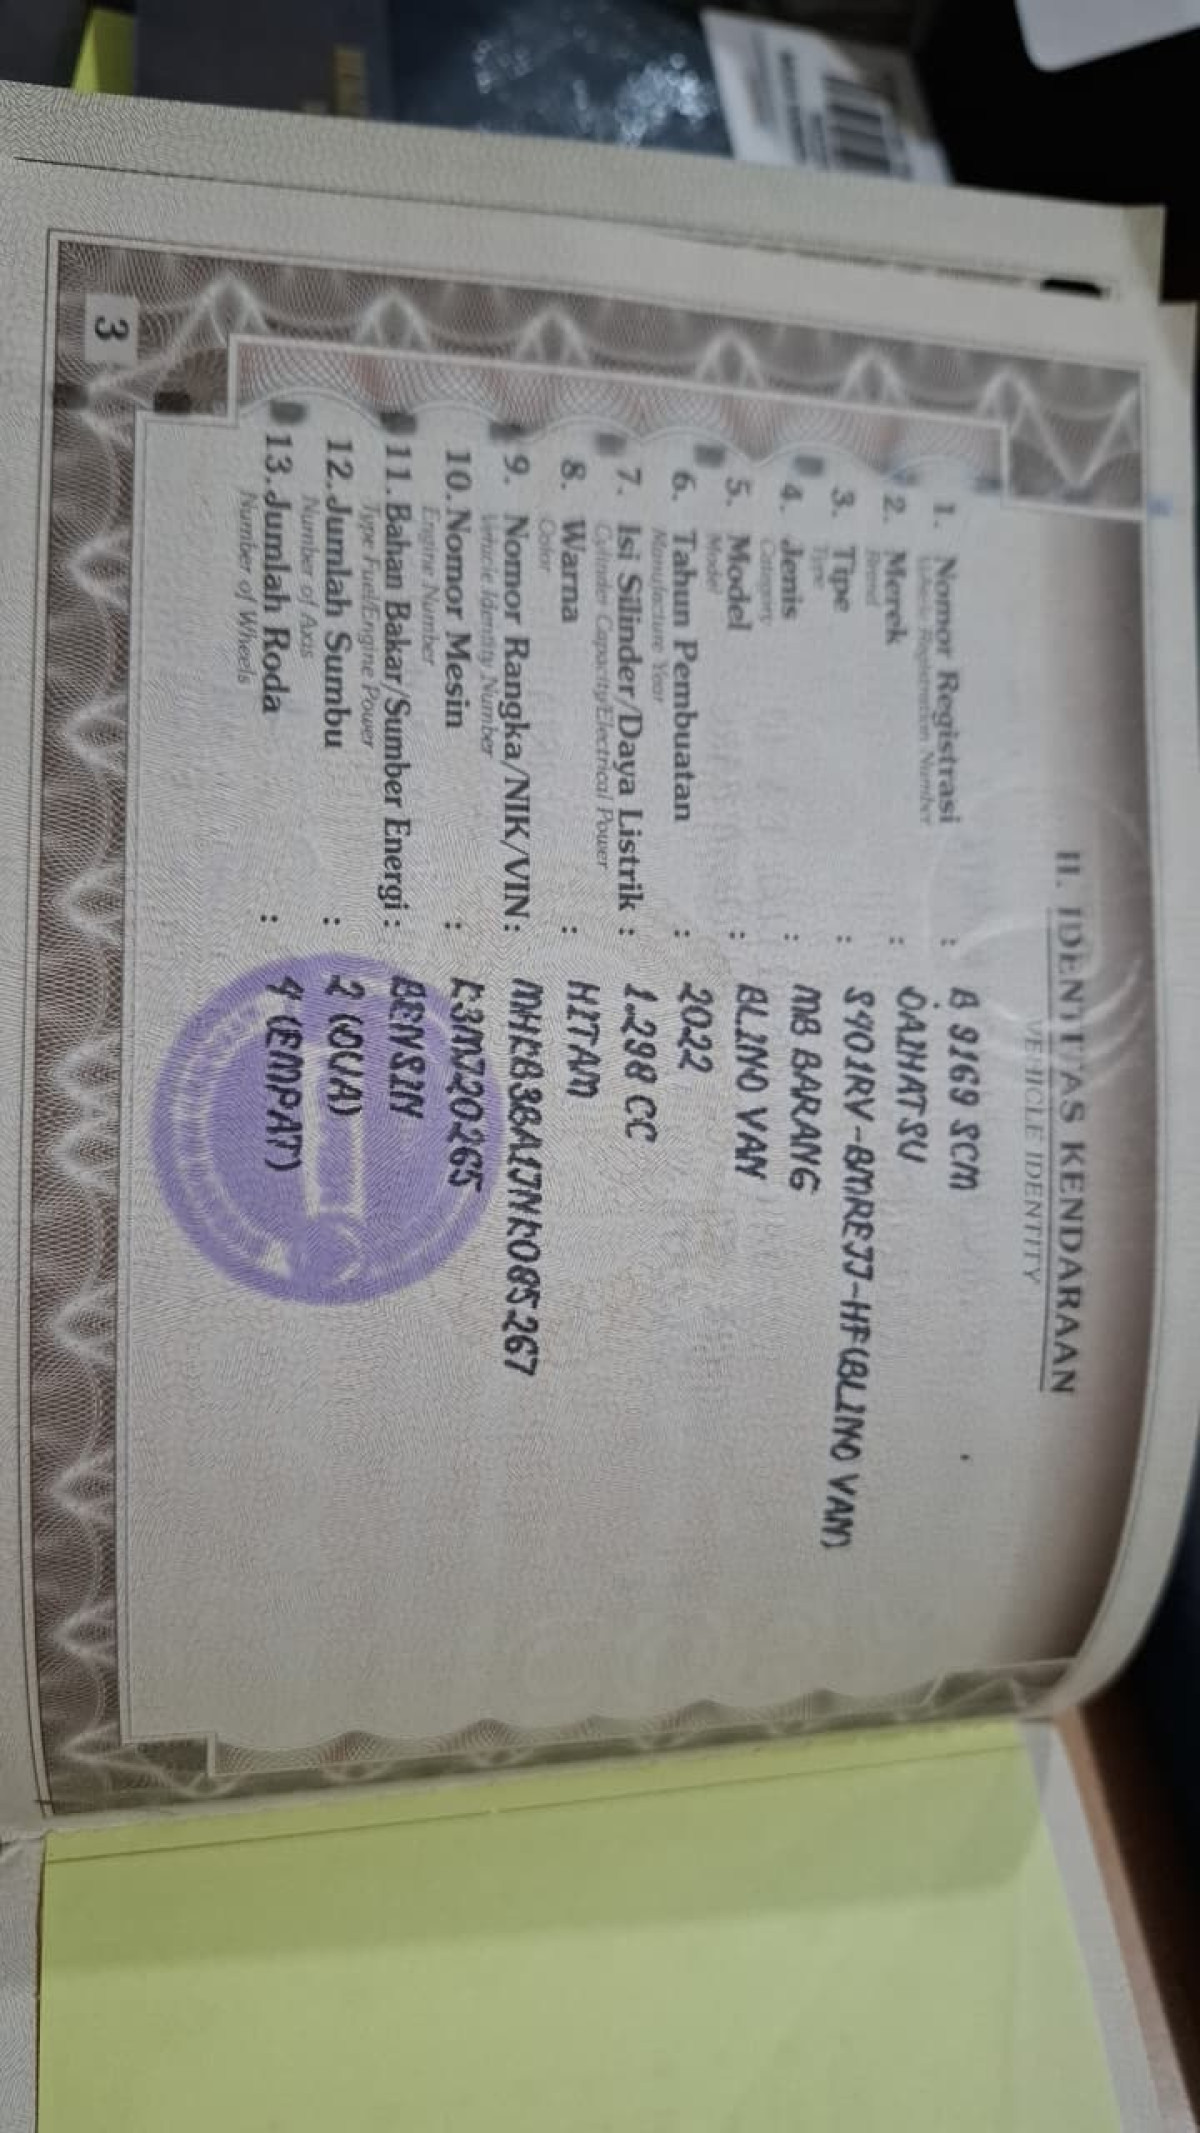 II. IDENTITAS KENDARAAN
VEHICLE IDENTITY
1. Nomor Registrasi : B 9169 SCM
Vehicle Registration Number
2. Merek : DAIHATSU
Brand
3. Tipe : S401RV-BMREJJ-HF(BLIND VAN)
Type
4. Jenis : MB BARANG
Category
5. Model : BLIND VAN
Model
6. Tahun Pembuatan : 2022
Manufacture Year
7. Isi Silinder/Daya Listrik : 1.298 CC
Cylinder Capacity/Electrical Power
8. Warna : HITAM
Color
9. Nomor Rangka/NIK/VIN: MHKB3BA1JNK085267
Vehicle Identity Number
10. Nomor Mesin : K3MJ20265
Engine Number
11. Bahan Bakar/Sumber Energi : BENSIN
Type Fuel/Engine Power
12. Jumlah Sumbu : 2 (DUA)
Number of Axis
13. Jumlah Roda : 4 (EMPAT)
Number of Wheels
3